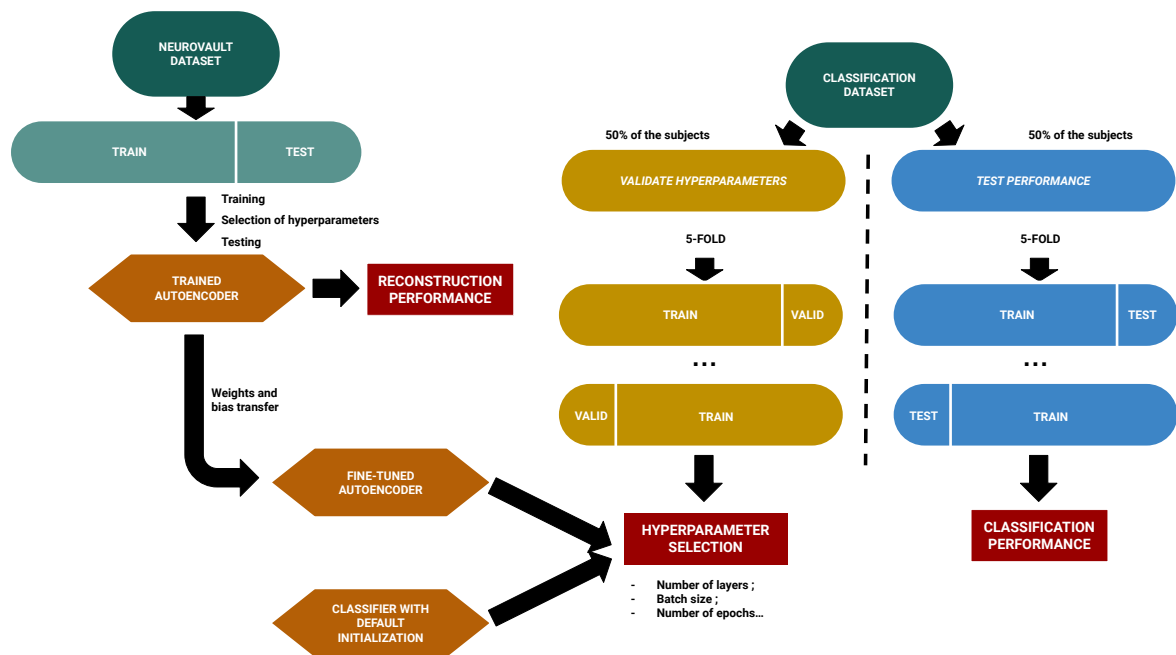 NEUROVAULT
DATASET
TRAIN
TEST
Training
Selection of hyperparameters
Testing
TRAINED
AUTOENCODER
RECONSTRUCTION
PERFORMANCE
Weights and
bias transfer
FINE-TUNED
AUTOENCODER
CLASSIFIER WITH
DEFAULT
INITIALIZATION
CLASSIFICATION
DATASET
50% of the subjects
50% of the subjects
VALIDATE HYPERPARAMETERS
TEST PERFORMANCE
5-FOLD
5-FOLD
TRAIN
VALID
TRAIN
TEST
...
...
VALID
TRAIN
TEST
TRAIN
HYPERPARAMETER
SELECTION
- Number of layers ;
- Batch size ;
- Number of epochs...
CLASSIFICATION
PERFORMANCE